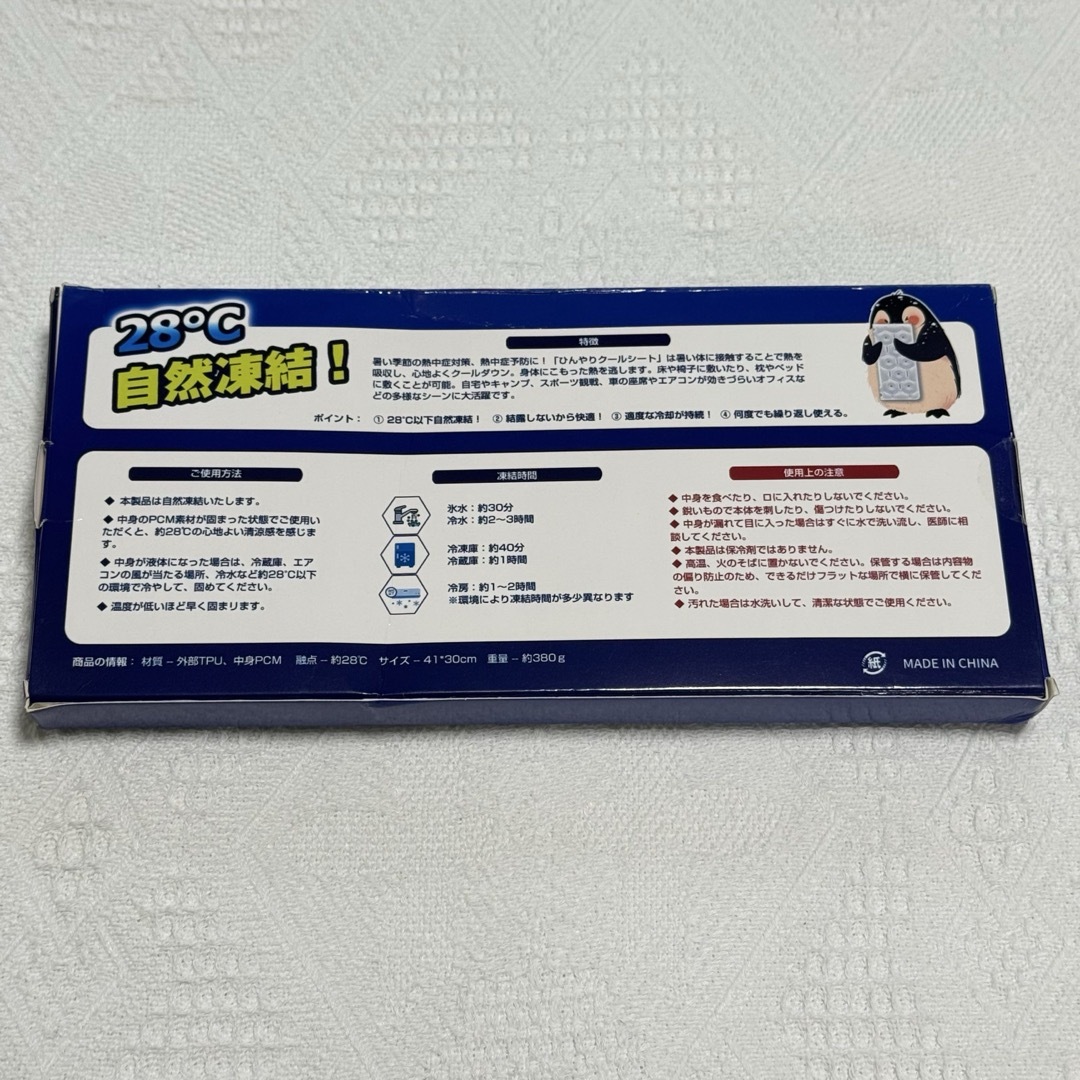 28℃
自然凍結！
特徴
暑い季節の熱中症対策、熱中症予防に！「ひんやりクールシート」は暑い体に接触することで熱を
吸収し、心地よくクールダウン。身体にこもった熱を逃します。床や椅子に敷いたり、枕やベッド
に敷くことが可能。自宅やキャンプ、スポーツ観戦、車の座席やエアコンが効きづらいオフィスな
どの多様なシーンに大活躍です。
ポイント： ① 28℃以下自然凍結！ ② 結露しないから快適！ ③ 適度な冷却が持続！ ④ 何度でも繰り返し使える。
ご使用方法
◆ 本製品は自然凍結いたします。
◆ 中身のPCM素材が固まった状態でご使用い
ただくと、約28℃の心地よい清涼感を感じま
す。
◆ 中身が液体になった場合は、冷蔵庫、エア
コンの風が当たる場所、冷水など約28℃以下
の環境で冷やして、固めてください。
◆ 温度が低いほど早く固まります。
凍結時間
氷水：約30分
冷水：約2～3時間
冷凍庫：約40分
冷蔵庫：約1時間
冷房：約1～2時間
※環境により凍結時間が多少異なります
使用上の注意
◆ 中身を食べたり、口に入れたりしないでください。
◆ 鋭いもので本体を刺したり、傷つけたりしないでください。
◆ 中身が漏れて目に入った場合はすぐに水で洗い流し、医師に相
談してください。
◆ 本製品は保冷剤ではありません。
◆ 高温、火のそばに置かないでください。保管する場合は内容物
の偏り防止のため、できるだけフラットな場所で横に保管してくだ
さい。
◆ 汚れた場合は水洗いして、清潔な状態でご使用ください。
商品の情報： 材質 – 外部TPU、中身PCM 融点 – 約28℃ サイズ – 41*30cm 重量 – 約380g
紙
MADE IN CHINA